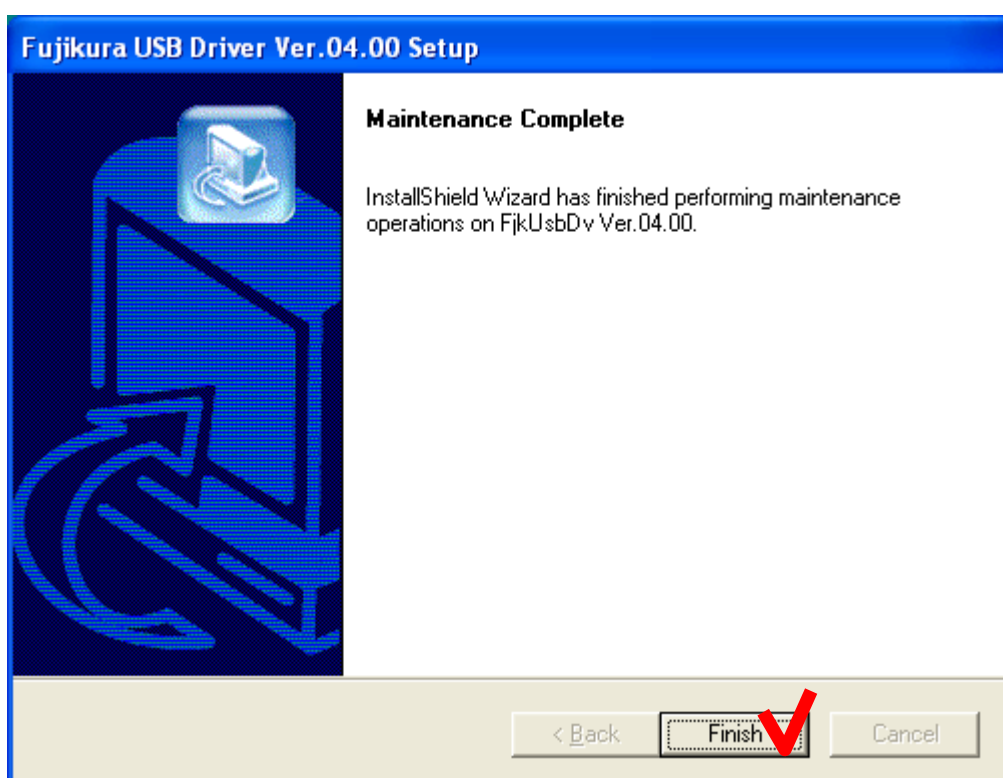 Fujikura USB Driver Ver.04.00 Setup
Maintenance Complete
InstallShield Wizard has finished performing maintenance
operations on FjkUsbDv Ver.04.00.
< Back Finish Cancel